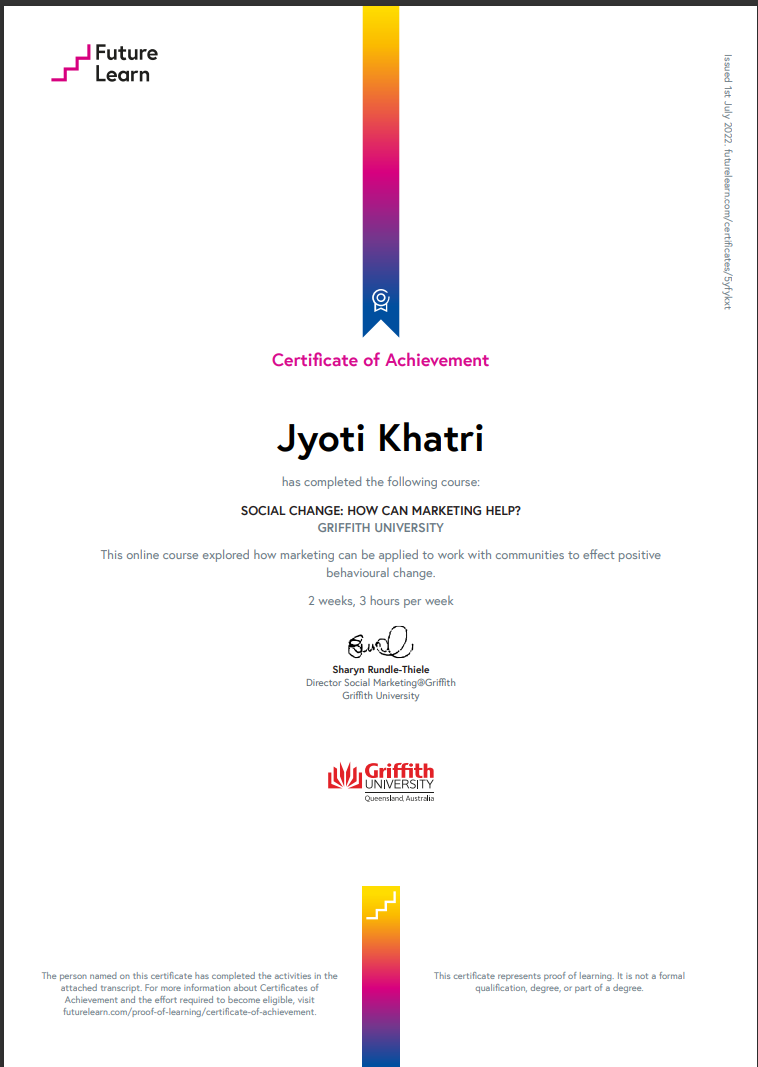 Future
Learn
Issued 1st July 2022. futurelearn.com/certificates/5yfykxt
Certificate of Achievement
Jyoti Khatri
has completed the following course:
SOCIAL CHANGE: HOW CAN MARKETING HELP?
GRIFFITH UNIVERSITY
This online course explored how marketing can be applied to work with communities to effect positive
behavioural change.
2 weeks, 3 hours per week
Sharyn Rundle-Thiele
Director Social Marketing@Griffith
Griffith University
Griffith
UNIVERSITY
Queensland, Australia
The person named on this certificate has completed the activities in the
attached transcript. For more information about Certificates of
Achievement and the effort required to become eligible, visit
futurelearn.com/proof-of-learning/certificate-of-achievement.
This certificate represents proof of learning. It is not a formal
qualification, degree, or part of a degree.